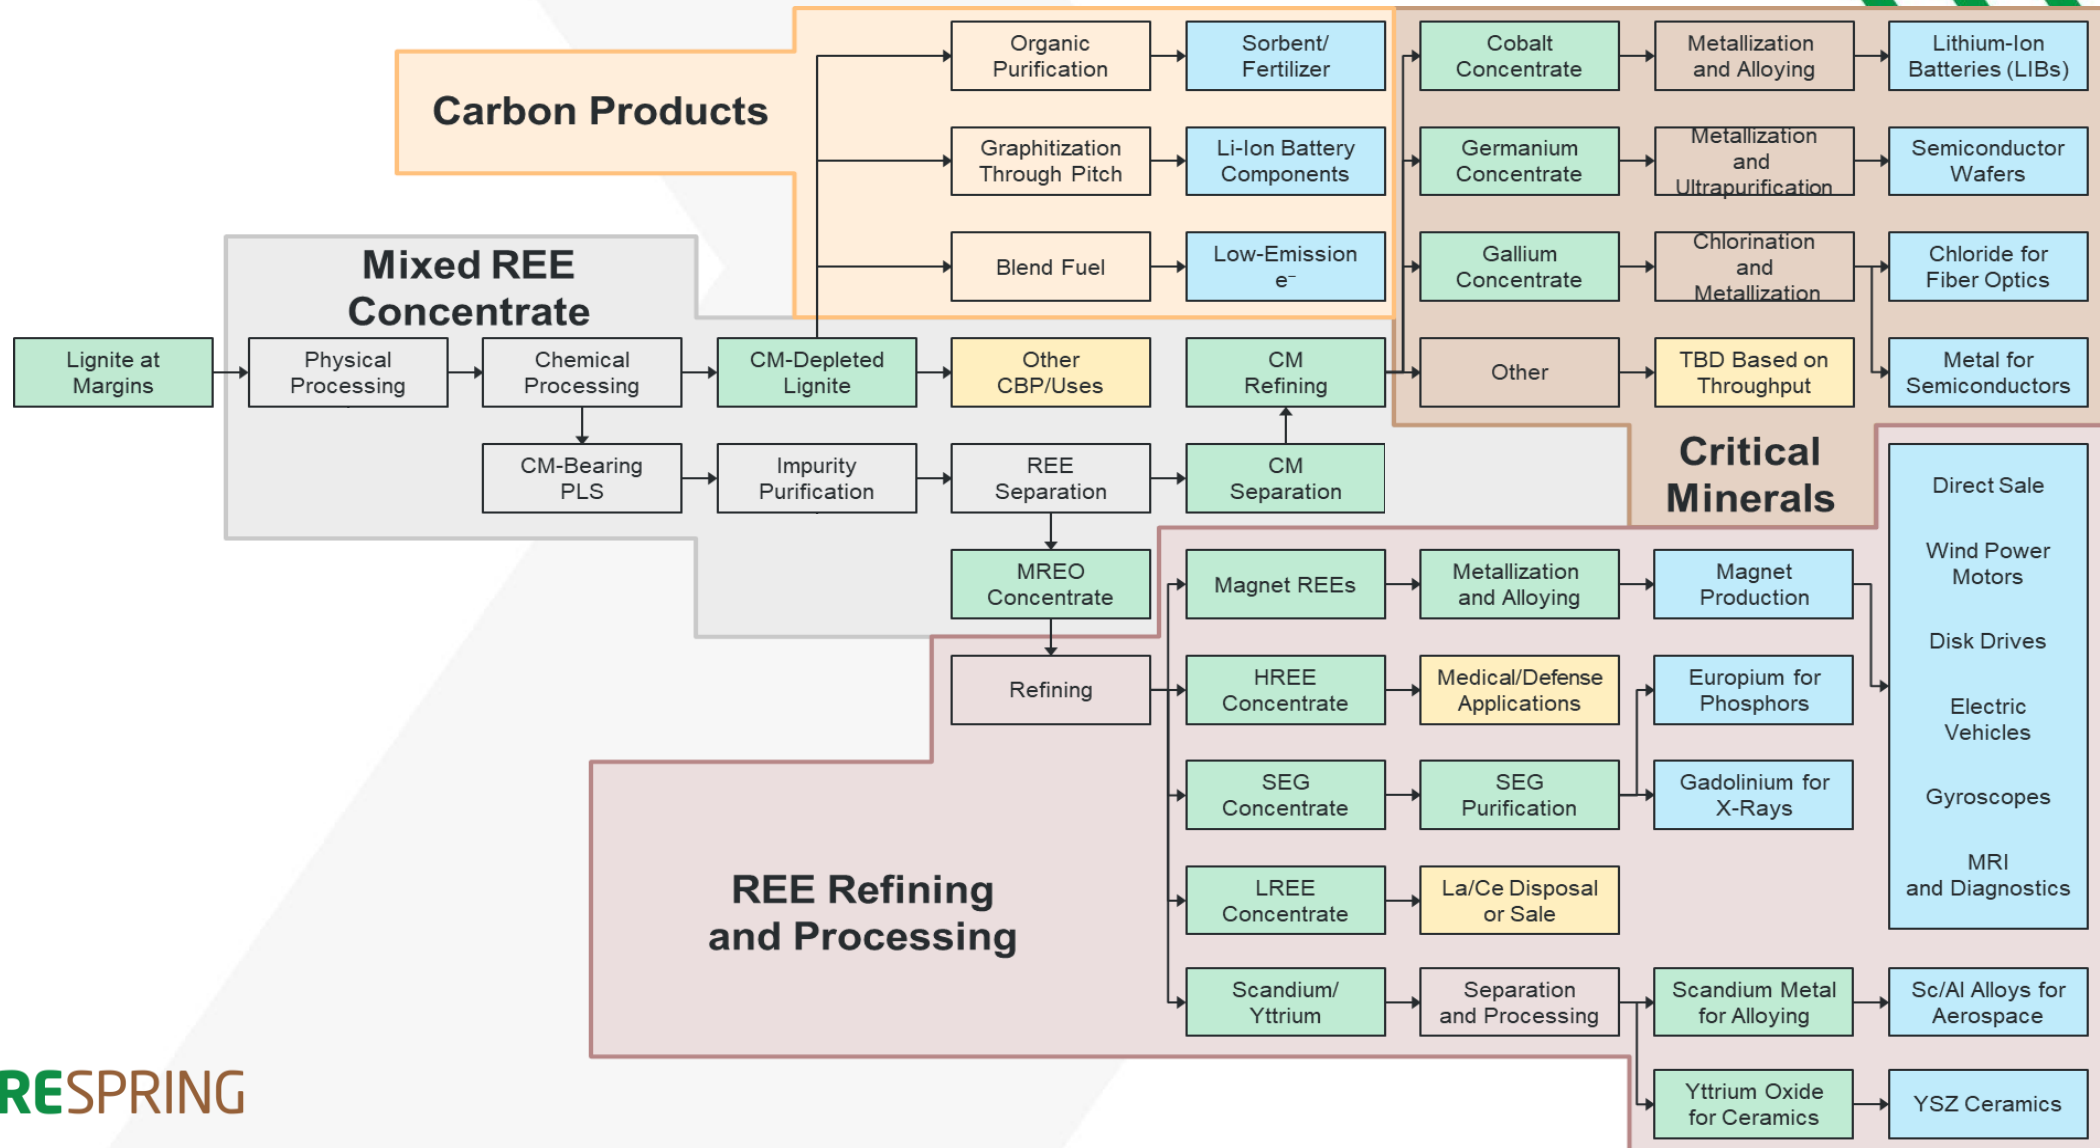 Carbon Products
Organic
Purification
Sorbent/
Fertilizer
Graphitization
Through Pitch
Li-Ion Battery
Components
Blend Fuel
Low-Emission
e⁻
Cobalt
Concentrate
Metallization
and Alloying
Lithium-Ion
Batteries (LIBs)
Germanium
Concentrate
Metallization
and
Ultrapurification
Semiconductor
Wafers
Gallium
Concentrate
Chlorination
and
Metallization
Chloride for
Fiber Optics
Other
TBD Based on
Throughput
Metal for
Semiconductors
Critical
Minerals
Mixed REE
Concentrate
Lignite at
Margins
Physical
Processing
Chemical
Processing
CM-Depleted
Lignite
Other
CBP/Uses
CM
Refining
CM-Bearing
PLS
Impurity
Purification
REE
Separation
CM
Separation
MREO
Concentrate
Refining
REE Refining
and Processing
Magnet REEs
Metallization
and Alloying
Magnet
Production
HREE
Concentrate
Medical/Defense
Applications
Europium for
Phosphors
SEG
Concentrate
SEG
Purification
Gadolinium for
X-Rays
LREE
Concentrate
La/Ce Disposal
or Sale
Scandium/
Yttrium
Separation
and Processing
Scandium Metal
for Alloying
Sc/Al Alloys for
Aerospace
Yttrium Oxide
for Ceramics
YSZ Ceramics
Direct Sale
Wind Power
Motors
Disk Drives
Electric
Vehicles
Gyroscopes
MRI
and Diagnostics
RESPRING